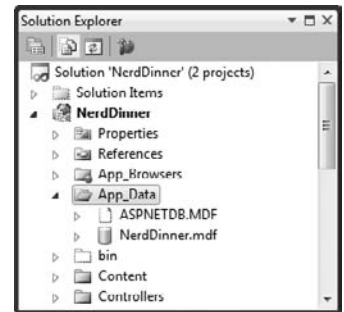 Solution Explorer
Solution 'NerdDinner' (2 projects)
Solution Items
NerdDinner
Properties
References
App_Browsers
App_Data
ASPNETDB.MDF
NerdDinner.mdf
bin
Content
Controllers